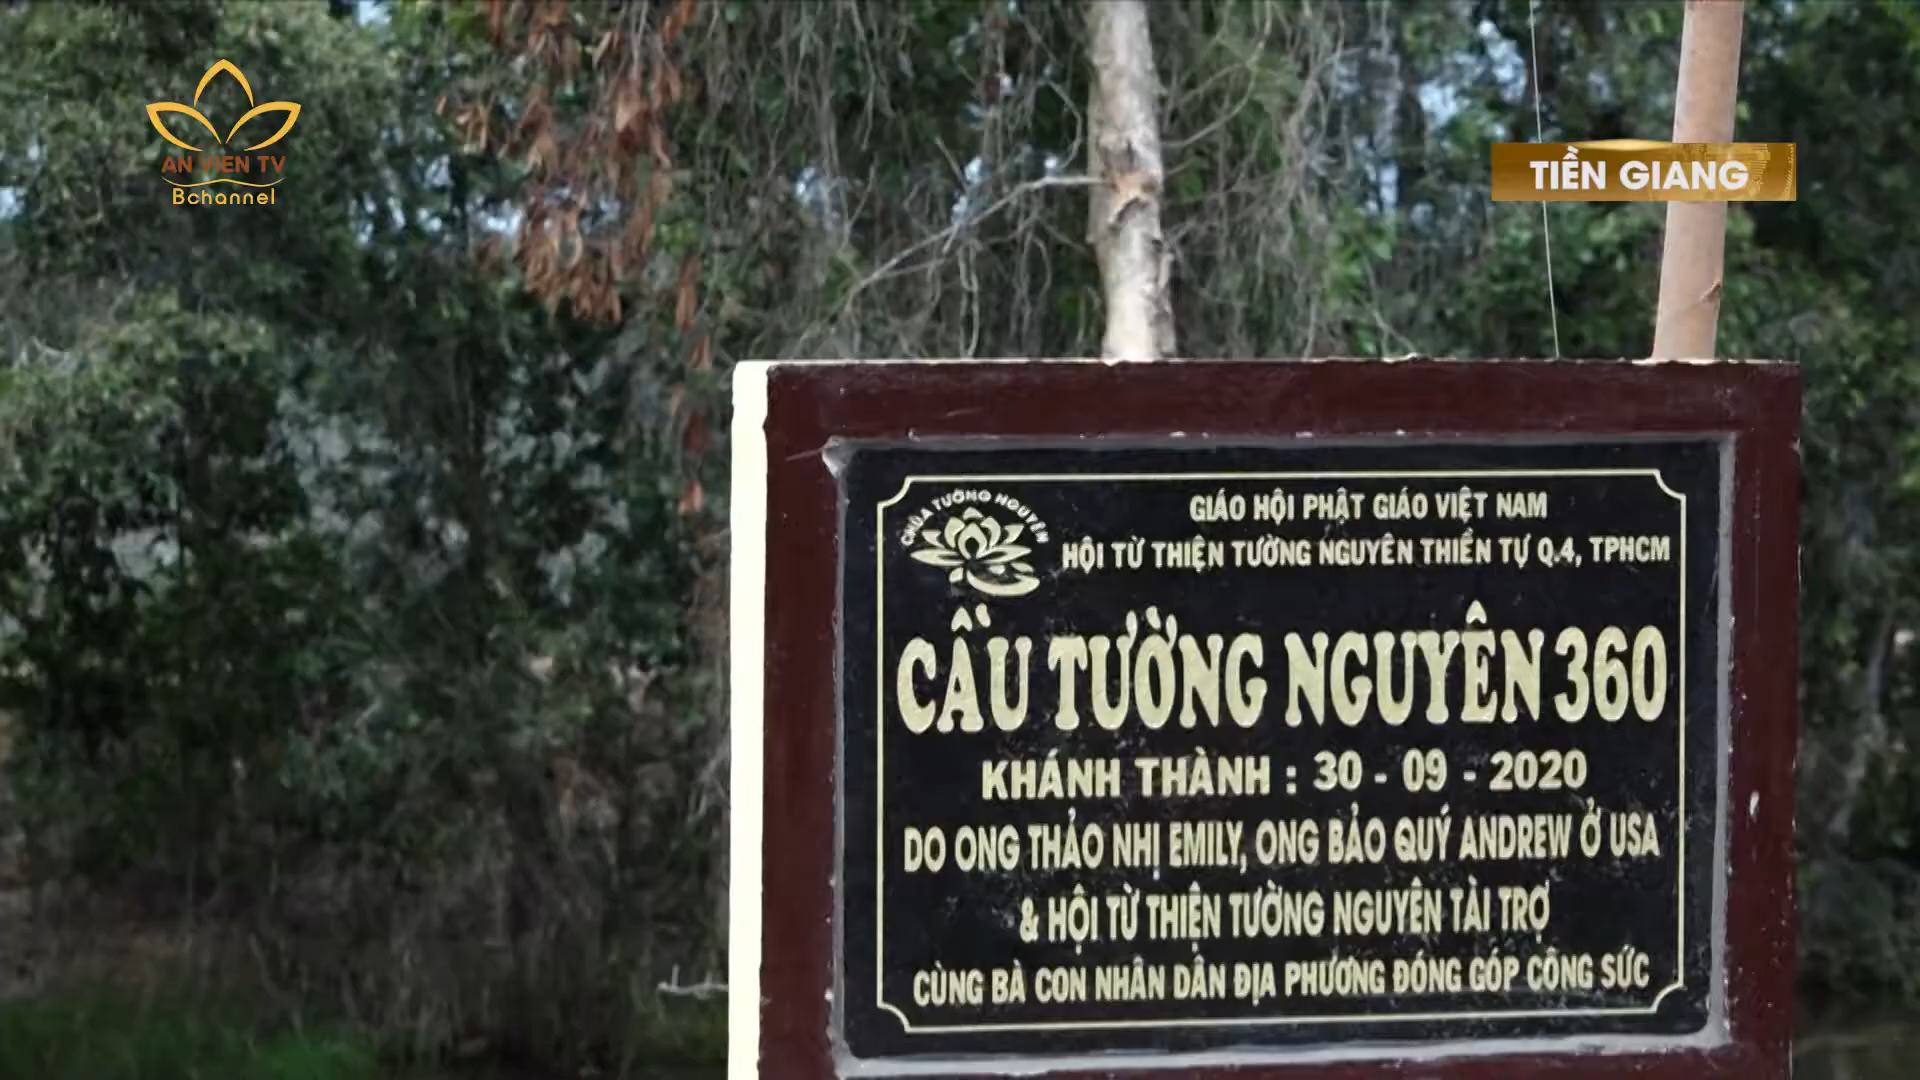 AN VIEN TV
Bchannel
TIỀN GIANG
CHÙA TƯỜNG NGUYÊN
GIÁO HỘI PHẬT GIÁO VIỆT NAM
HỘI TỪ THIỆN TƯỜNG NGUYÊN THIỀN TỰ Q.4, TPHCM
CẦU TƯỜNG NGUYÊN 360
KHÁNH THÀNH : 30 - 09 - 2020
DO ONG THẢO NHỊ EMILY, ONG BẢO QUÝ ANDREW Ở USA
& HỘI TỪ THIỆN TƯỜNG NGUYÊN TÀI TRỢ
CÙNG BÀ CON NHÂN DÂN ĐỊA PHƯƠNG ĐÓNG GÓP CÔNG SỨC